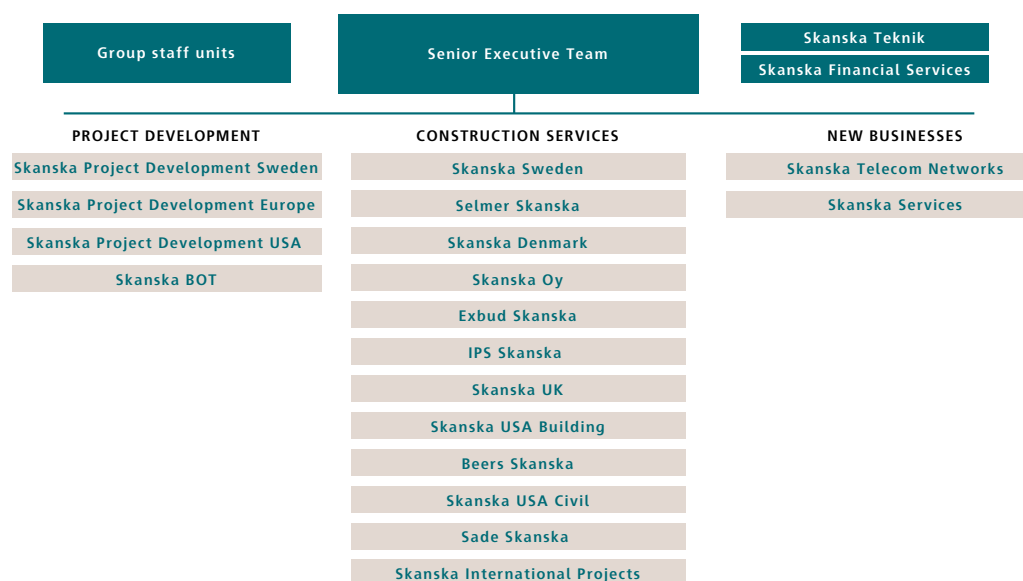 Group staff units
Senior Executive Team
Skanska Teknik
Skanska Financial Services
PROJECT DEVELOPMENT
Skanska Project Development Sweden
Skanska Project Development Europe
Skanska Project Development USA
Skanska BOT
CONSTRUCTION SERVICES
Skanska Sweden
Selmer Skanska
Skanska Denmark
Skanska Oy
Exbud Skanska
IPS Skanska
Skanska UK
Skanska USA Building
Beers Skanska
Skanska USA Civil
Sade Skanska
Skanska International Projects
NEW BUSINESSES
Skanska Telecom Networks
Skanska Services